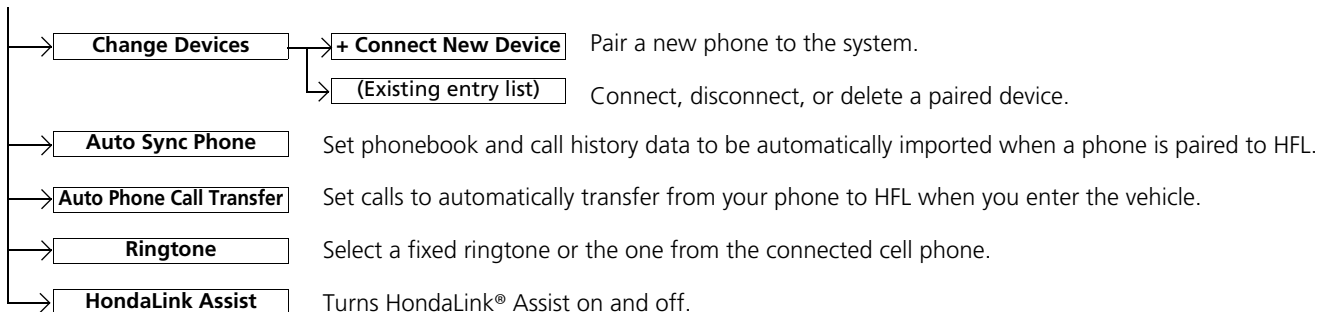 Change Devices + Connect New Device Pair a new phone to the system.
(Existing entry list) Connect, disconnect, or delete a paired device.
Auto Sync Phone Set phonebook and call history data to be automatically imported when a phone is paired to HFL.
Auto Phone Call Transfer Set calls to automatically transfer from your phone to HFL when you enter the vehicle.
Ringtone Select a fixed ringtone or the one from the connected cell phone.
HondaLink Assist Turns HondaLink® Assist on and off.